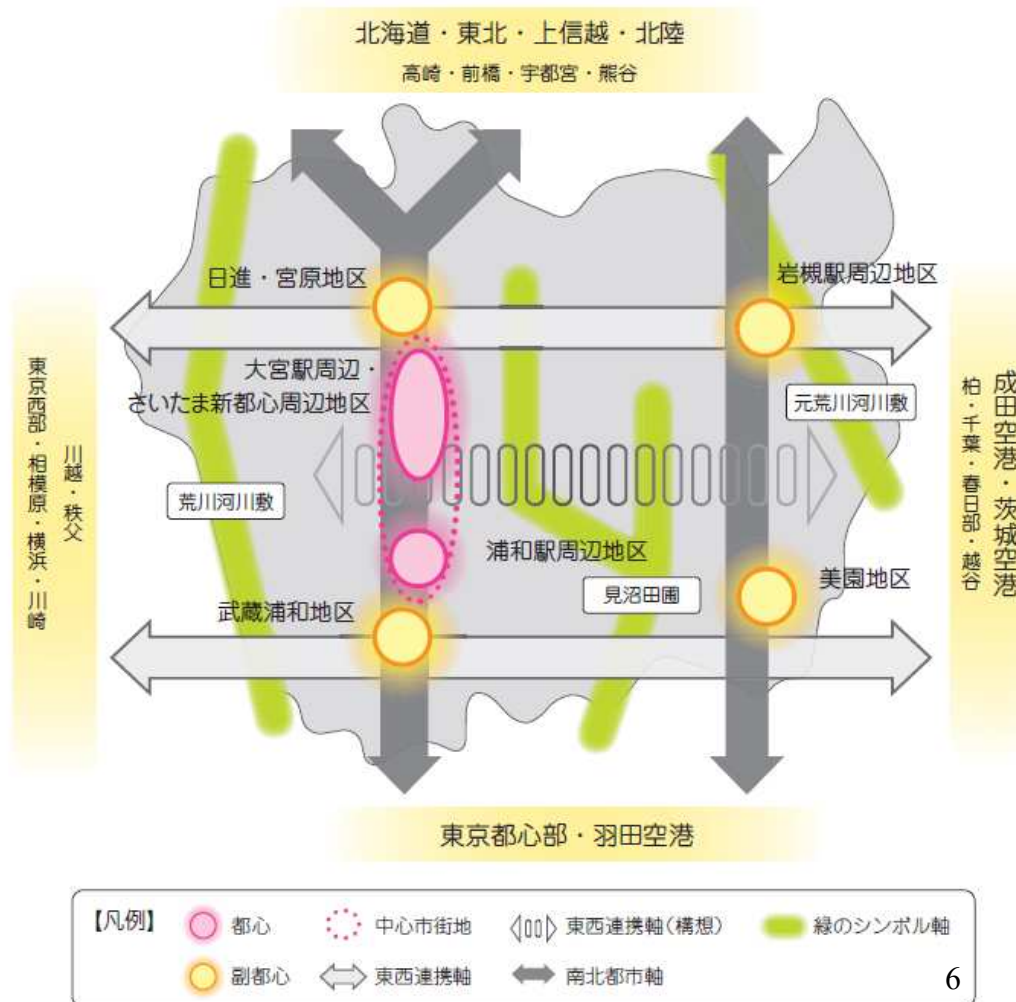 北海道・東北・上信越・北陸
高崎・前橋・宇都宮・熊谷
日進・宮原地区
岩槻駅周辺地区
大宮駅周辺・
さいたま新都心周辺地区
元荒川河川敷
川越・秩父
東京西部・相模原・横浜・川崎
成田空港・茨城空港
柏・千葉・春日部・越谷
荒川河川敷
浦和駅周辺地区
美園地区
見沼田圃
武蔵浦和地区
東京都心部・羽田空港
【凡例】
都心
中心市街地
東西連携軸(構想)
緑のシンボル軸
副都心
東西連携軸
南北都市軸
6